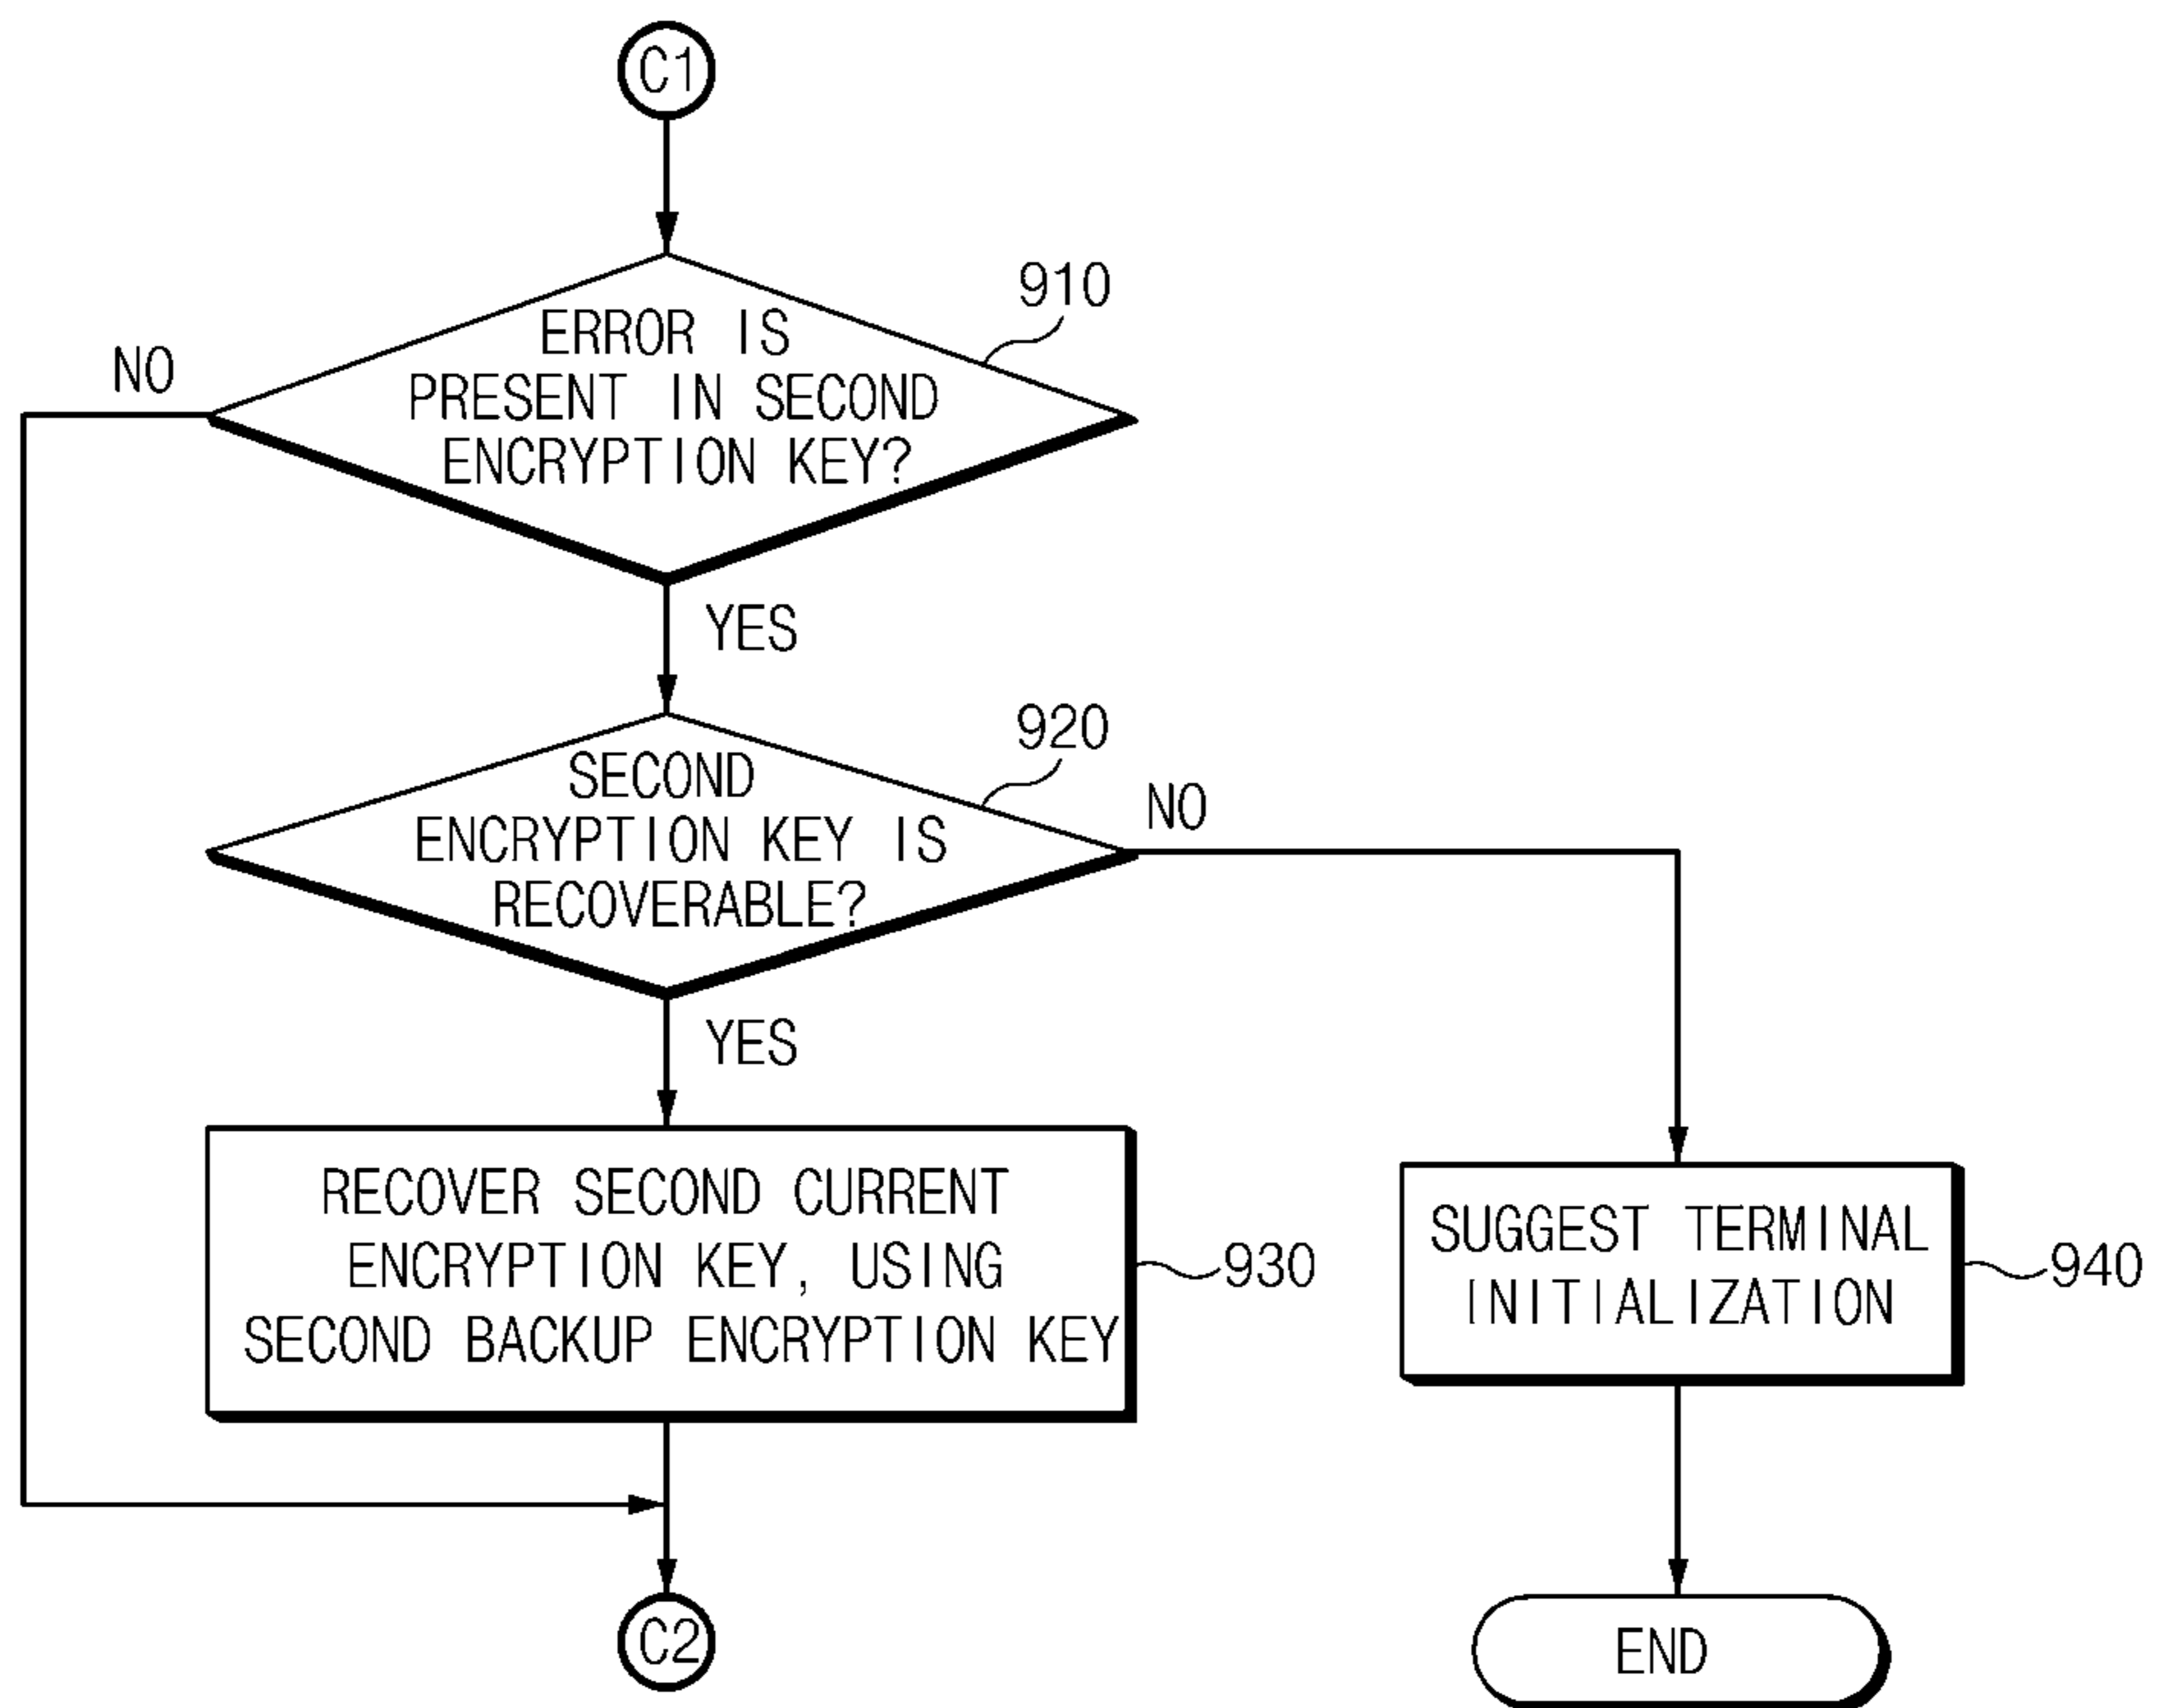 C1
910
ERROR IS
PRESENT IN SECOND
ENCRYPTION KEY?
NO
YES
920
SECOND
ENCRYPTION KEY IS
RECOVERABLE?
NO
YES
RECOVER SECOND CURRENT
ENCRYPTION KEY, USING
SECOND BACKUP ENCRYPTION KEY
930
SUGGEST TERMINAL
INITIALIZATION
940
C2
END